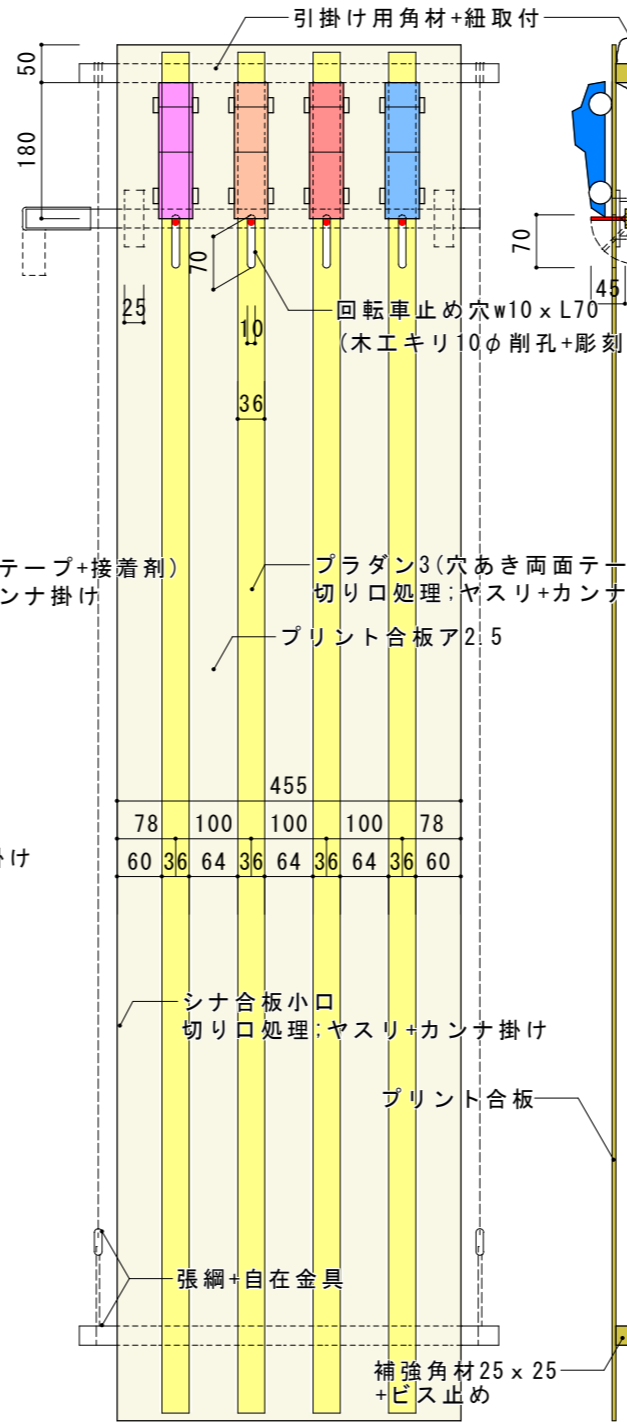 引掛け用角材+紐取付
50
180
70
70
45
25
10
回転車止め穴w10xL70
(木工キリ10φ削孔+彫刻
36
テープ+接着剤)
ンナ掛け
プラダン3(穴あき両面テー
切り口処理;ヤスリ+カンナ
プリント合板ア2.5
455
78 100 100 100 78
60 36 64 36 64 36 64 36 60
け
シナ合板小口
切り口処理;ヤスリ+カンナ掛け
プリント合板
張綱+自在金具
補強角材25x25
+ビス止め